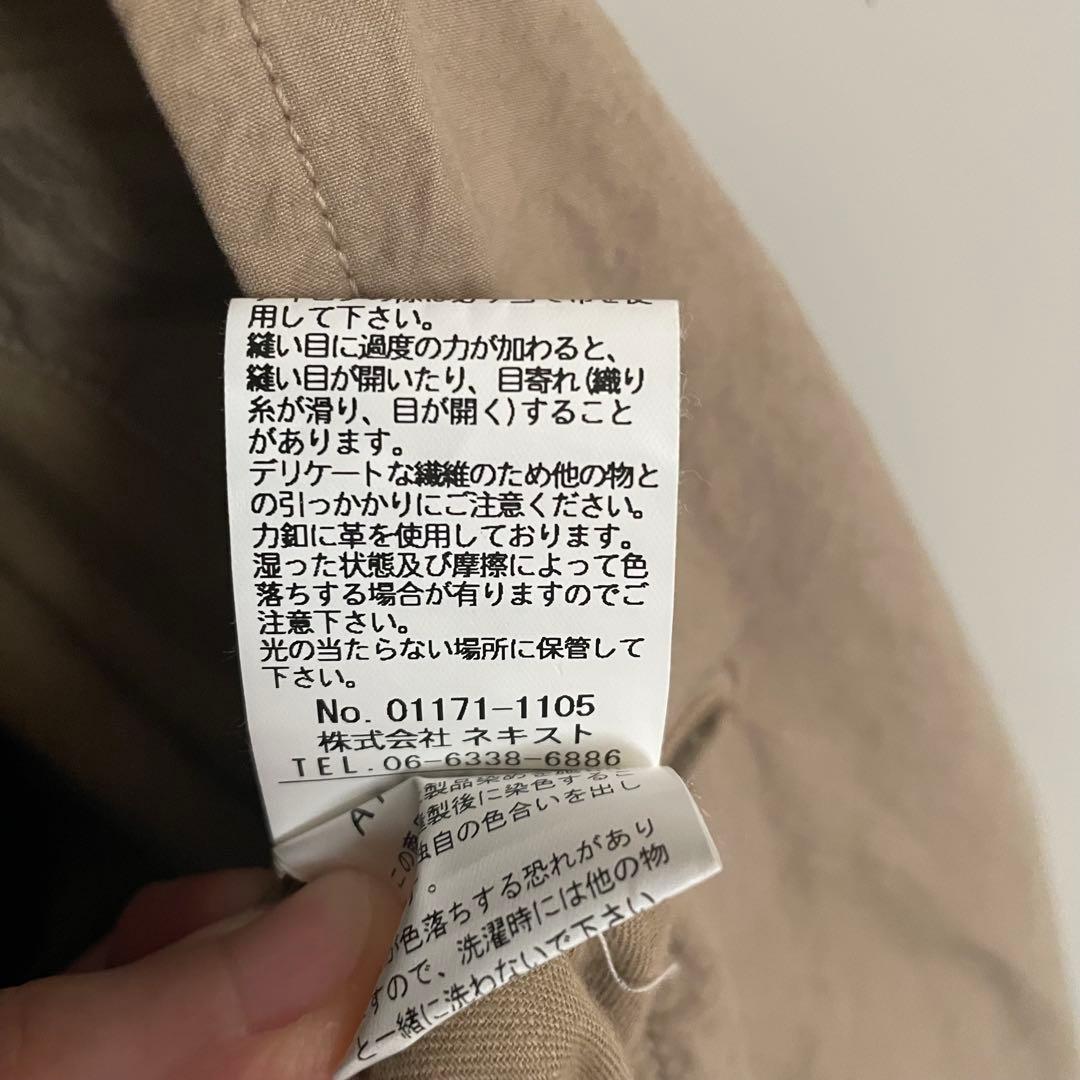 用して下さい。
縫い目に過度の力が加わると、
縫い目が開いたり、目寄れ(織り
糸が滑り、目が開く)すること
があります。
デリケートな繊維のため他の物と
の引っかかりにご注意ください。
力釦に革を使用しております。
湿った状態及び摩擦によって色
落ちする場合が有りますのでご
注意下さい。
光の当たらない場所に保管して
下さい。
No. 01171-1105
株式会社 ネキスト
TEL.06-6338-6886
製品染め
製後に染色するこ
独自の色合いを出し
。
が色落ちする恐れがあり
すので、洗濯時には他の物
と一緒に洗わないで下さい